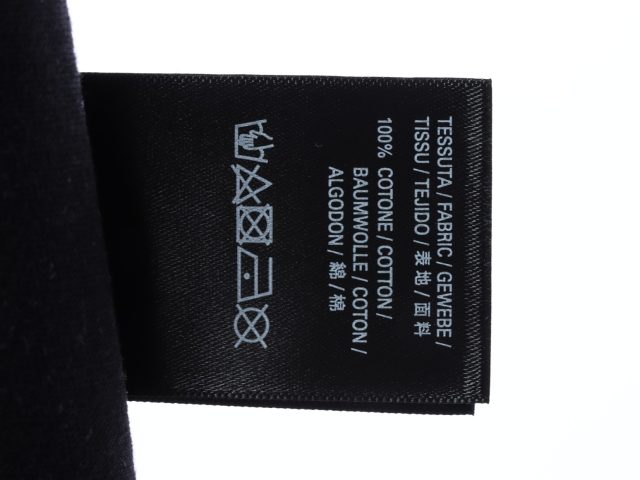 TESSUTA / FABRIC / GEWEBE /
TISSU / TEJIDO / 表地 / 面料
100% COTONE / COTTON /
BAUMWOLLE / COTON /
ALGODON / 綿 / 棉